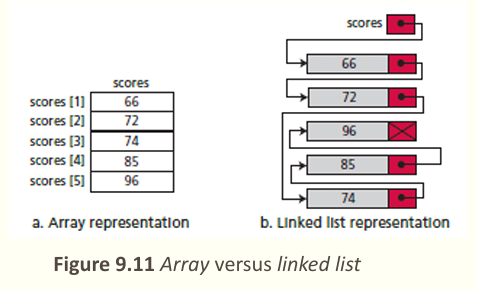 scores
scores [1] 66
scores [2] 72
scores [3] 74
scores [4] 85
scores [5] 96
a. Array representation
scores
66
72
96
85
74
b. Linked list representation
Figure 9.11 Array versus linked list